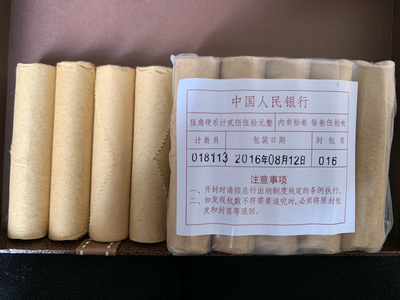 中国人民银行
伍角硬币计贰佰伍拾元整 内有拾卷 每卷伍拾枚
计数员 包装日期 封包员
018113 2016年08月12日 016
注意事项
一、开封时请按总行出纳制度规定的条例执行。
二、如发现枚数不符需要追究时,必须将原封包
皮和封签等退回。